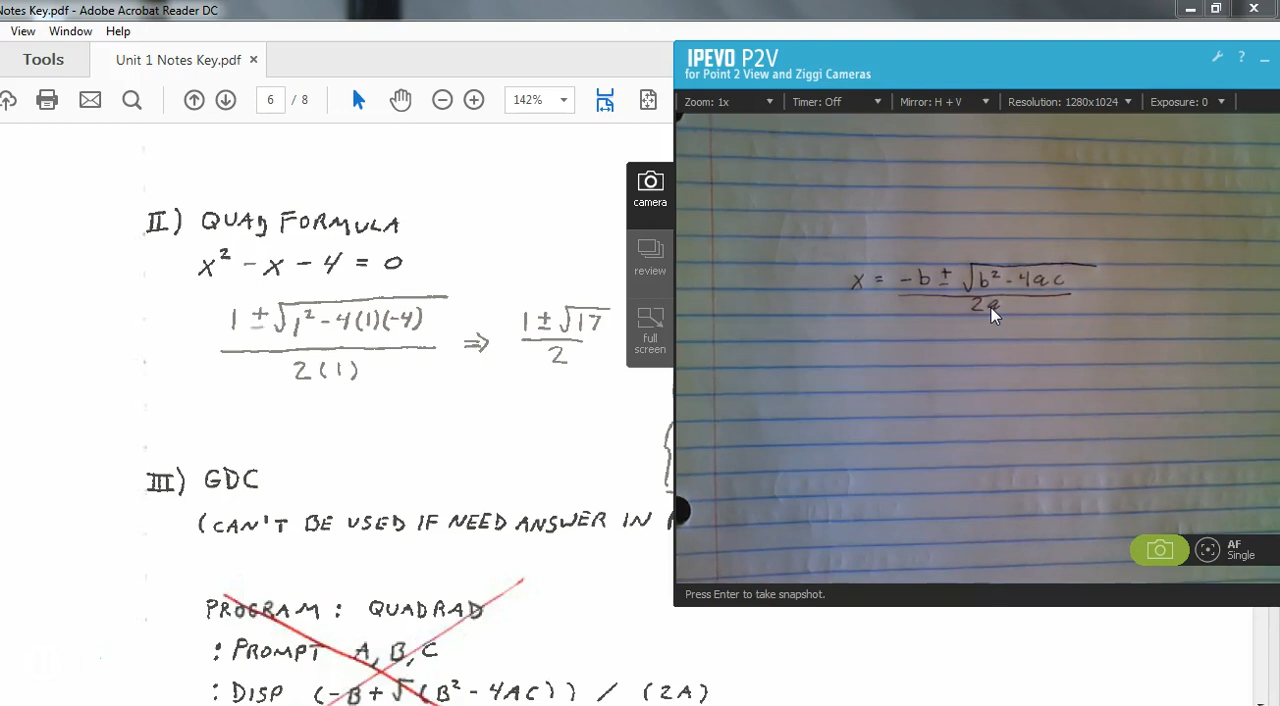 Notes Key.pdf - Adobe Acrobat Reader DC
View Window Help
Tools
Unit 1 Notes Key.pdf ×
6 / 8
142%
II) QUAD FORMULA
x² - x - 4 = 0
1 ± √1² - 4(1)(-4)
2(1)
⇒
1 ± √17
2
III) GDC
(CAN'T BE USED IF NEED ANSWER IN
PROGRAM : QUADRAD
: PROMPT A, B, C
: DISP (-B + √(B² - 4AC)) / (2A)
IPEVO P2V
for Point 2 View and Ziggi Cameras
Zoom: 1x Timer: Off Mirror: H + V Resolution: 1280x1024 Exposure: 0
camera
review
full
screen
x = -b ± √b² - 4ac
2a
AF
Single
Press Enter to take snapshot.